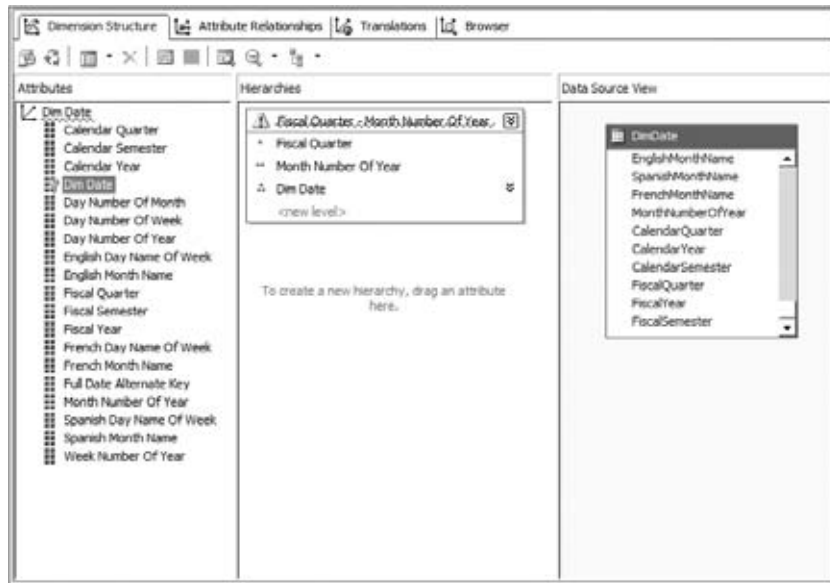 Dimension Structure
Attribute Relationships
Translations
Browser
Attributes
Dim Date
Calendar Quarter
Calendar Semester
Calendar Year
Dim Date
Day Number Of Month
Day Number Of Week
Day Number Of Year
English Day Name Of Week
English Month Name
Fiscal Quarter
Fiscal Semester
Fiscal Year
French Day Name Of Week
French Month Name
Full Date Alternate Key
Month Number Of Year
Spanish Day Name Of Week
Spanish Month Name
Week Number Of Year
Hierarchies
Fiscal Quarter - Month Number Of Year
Fiscal Quarter
Month Number Of Year
Dim Date
<new level>
To create a new hierarchy, drag an attribute
here.
Data Source View
DimDate
EnglishMonthName
SpanishMonthName
FrenchMonthName
MonthNumberOfYear
CalendarQuarter
CalendarYear
CalendarSemester
FiscalQuarter
FiscalYear
FiscalSemester